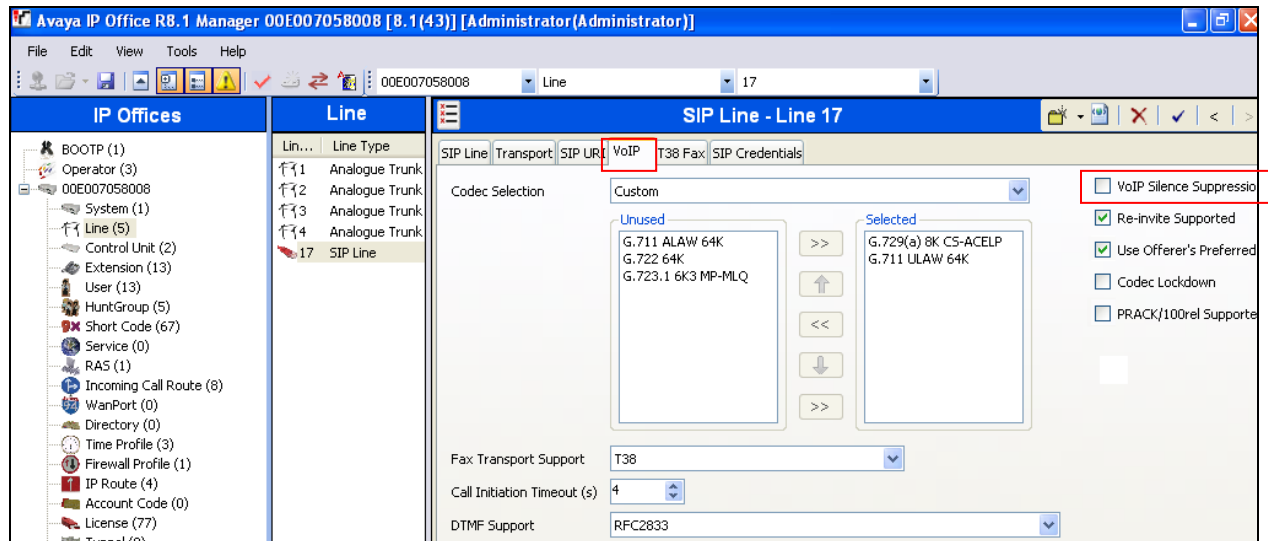 Avaya IP Office R8.1 Manager 00E007058008 [8.1(43)] [Administrator(Administrator)]
File Edit View Tools Help
00E007058008 Line 17
IP Offices
BOOTP (1)
Operator (3)
00E007058008
System (1)
Line (5)
Control Unit (2)
Extension (13)
User (13)
HuntGroup (5)
Short Code (67)
Service (0)
RAS (1)
Incoming Call Route (8)
WanPort (0)
Directory (0)
Time Profile (3)
Firewall Profile (1)
IP Route (4)
Account Code (0)
License (77)
Line
Lin... Line Type
1 Analogue Trunk
2 Analogue Trunk
3 Analogue Trunk
4 Analogue Trunk
17 SIP Line
SIP Line - Line 17
SIP Line Transport SIP URI VoIP T38 Fax SIP Credentials
Codec Selection Custom
Unused
G.711 ALAW 64K
G.722 64K
G.723.1 6K3 MP-MLQ
>>
<<
>>
Selected
G.729(a) 8K CS-ACELP
G.711 ULAW 64K
VoIP Silence Suppressio
Re-invite Supported
Use Offerer's Preferred
Codec Lockdown
PRACK/100rel Supporte
Fax Transport Support T38
Call Initiation Timeout (s) 4
DTMF Support RFC2833